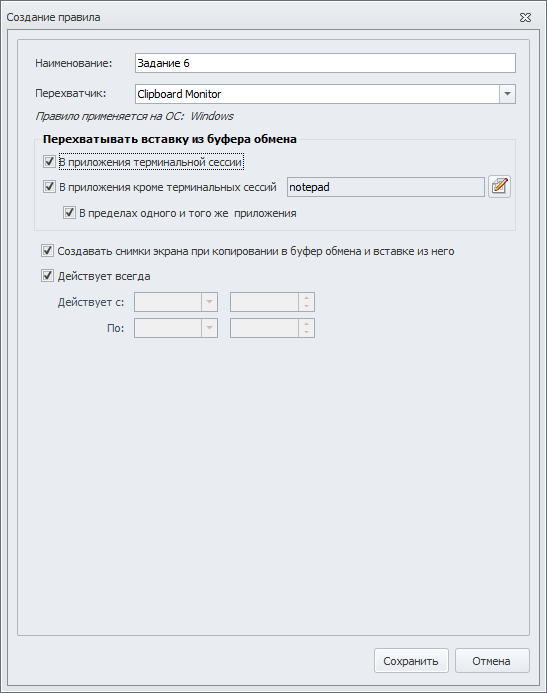 Создание правила
Наименование: Задание 6
Перехватчик: Clipboard Monitor
Правило применяется на ОС: Windows
Перехватывать вставку из буфера обмена
В приложения терминальной сессии
В приложения кроме терминальных сессий notepad
В пределах одного и того же приложения
Создавать снимки экрана при копировании в буфер обмена и вставке из него
Действует всегда
Действует с:
По:
Сохранить Отмена